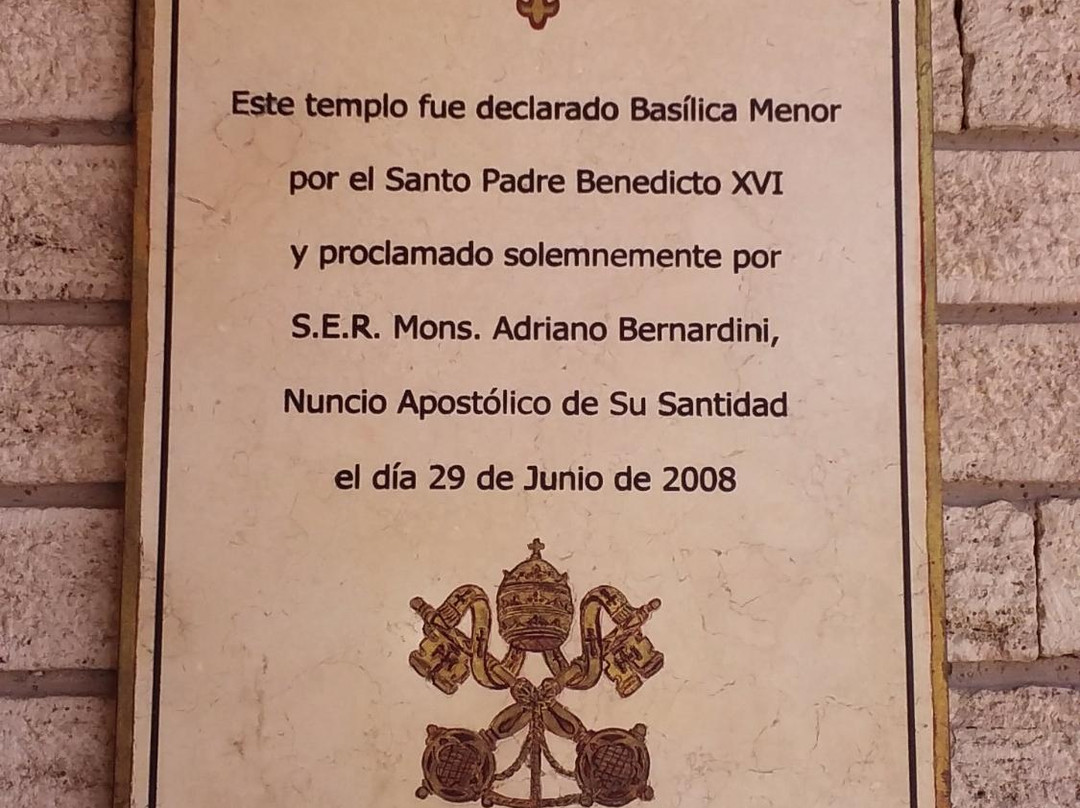 Este templo fue declarado Basílica Menor
por el Santo Padre Benedicto XVI
y proclamado solemnemente por
S.E.R. Mons. Adriano Bernardini,
Nuncio Apostólico de Su Santidad
el día 29 de Junio de 2008